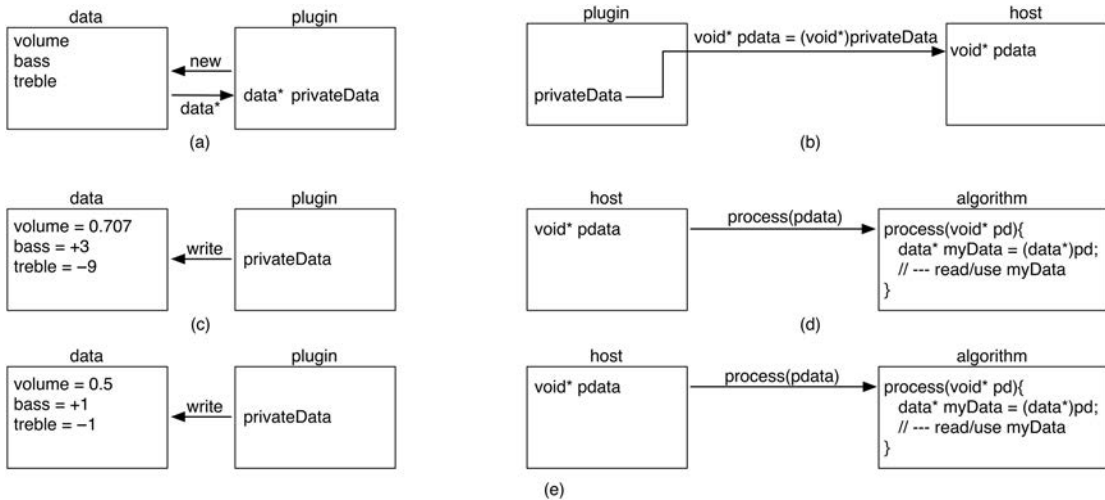 data
plugin
volume
bass
treble
new
data*
data* privateData
(a)
plugin
host
void* pdata = (void*)privateData
void* pdata
privateData
(b)
data
plugin
volume = 0.707
bass = +3
treble = −9
write
privateData
(c)
host
algorithm
void* pdata
process(pdata)
process(void* pd){
data* myData = (data*)pd;
// --- read/use myData
}
(d)
data
plugin
volume = 0.5
bass = +1
treble = −1
write
privateData
host
algorithm
void* pdata
process(pdata)
process(void* pd){
data* myData = (data*)pd;
// --- read/use myData
}
(e)